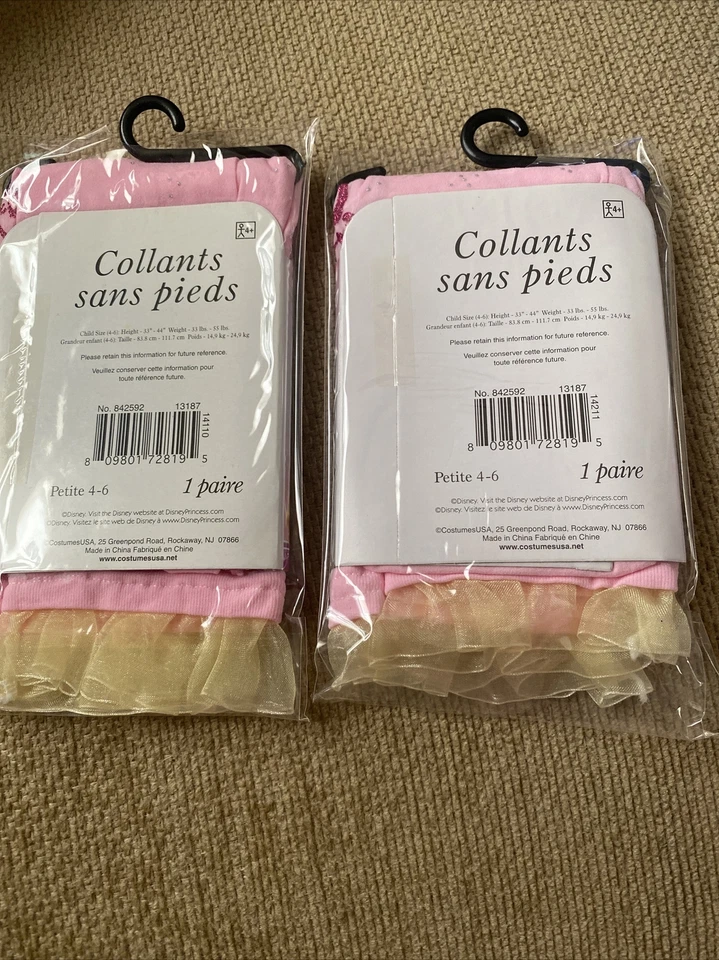 4+
Collants
sans pieds
Child Size (4-6): Height - 33" - 44" Weight - 33 lbs. - 55 lbs.
Grandeur enfant (4-6): Taille - 83.8 cm - 111.7 cm Poids - 14,9 kg - 24,9 kg
Please retain this information for future reference.
Veuillez conserver cette information pour
toute référence future.
No. 842592 13187
14110
8 09801 72819 5
Petite 4-6 1 paire
©Disney. Visit the Disney website at DisneyPrincess.com
©Disney. Visitez le site web de Disney à www.DisneyPrincess.com
©CostumesUSA, 25 Greenpond Road, Rockaway, NJ 07866
Made in China Fabriqué en Chine
www.costumesusa.net
4+
Collants
sans pieds
Child Size (4-6): Height - 33" - 44" Weight - 33 lbs. - 55 lbs.
Grandeur enfant (4-6): Taille - 83.8 cm - 111.7 cm Poids - 14,9 kg - 24,9 kg
Please retain this information for future reference.
Veuillez conserver cette information pour
toute référence future.
No. 842592 13187
14211
8 09801 72819 5
Petite 4-6 1 paire
©Disney. Visit the Disney website at DisneyPrincess.com
©Disney. Visitez le site web de Disney à www.DisneyPrincess.com
©CostumesUSA, 25 Greenpond Road, Rockaway, NJ 07866
Made in China Fabriqué en Chine
www.costumesusa.net